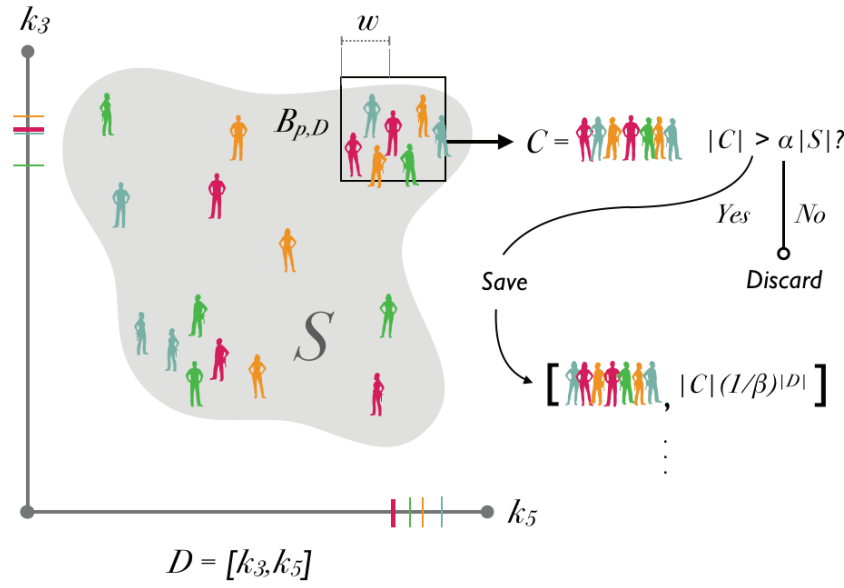 k3
w
Bp,D
C =
|C| > α|S|?
Yes
No
Save
Discard
S
[ , |C|(1/β)|D| ]
k5
D = [k3,k5]